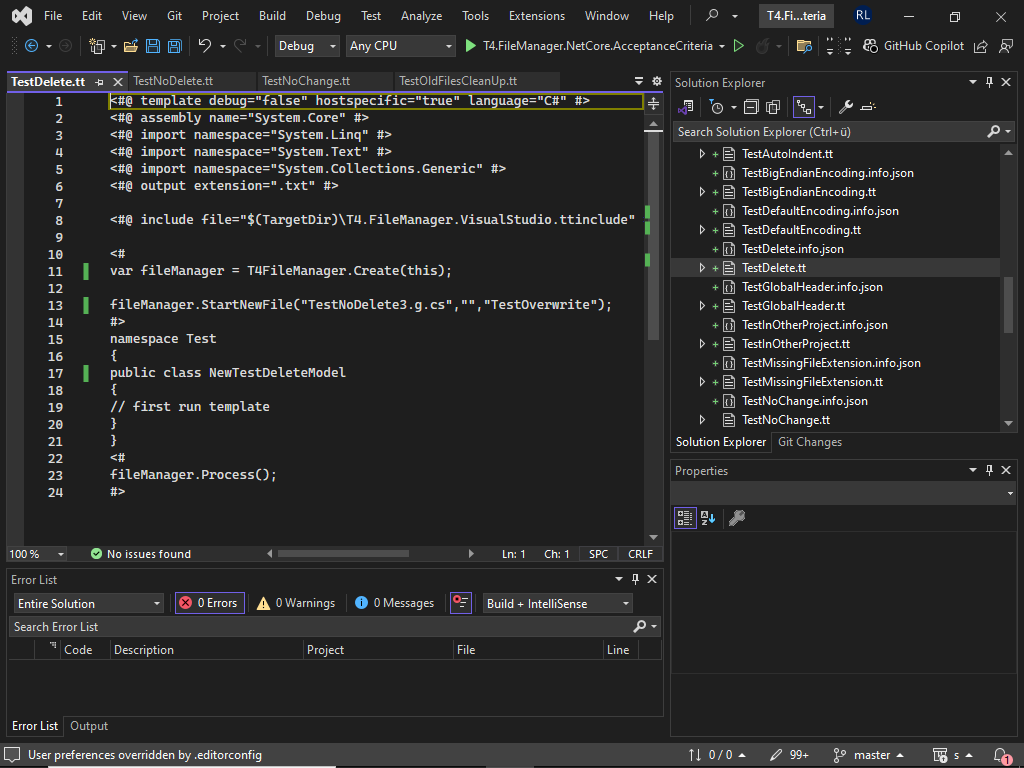 File Edit View Git Project Build Debug Test Analyze Tools Extensions Window Help T4.Fi...teria RL
Debug Any CPU T4.FileManager.NetCore.AcceptanceCriteria GitHub Copilot
TestDelete.tt TestNoDelete.tt TestNoChange.tt TestOldFilesCleanUp.tt
1 <#@ template debug="false" hostspecific="true" language="C#" #>
2 <#@ assembly name="System.Core" #>
3 <#@ import namespace="System.Linq" #>
4 <#@ import namespace="System.Text" #>
5 <#@ import namespace="System.Collections.Generic" #>
6 <#@ output extension=".txt" #>
7
8 <#@ include file="$(TargetDir)\T4.FileManager.VisualStudio.ttinclude"
9
10 <#
11 var fileManager = T4FileManager.Create(this);
12
13 fileManager.StartNewFile("TestNoDelete3.g.cs","","TestOverwrite");
14 #>
15 namespace Test
16 {
17 public class NewTestDeleteModel
18 {
19 // first run template
20 }
21 }
22 <#
23 fileManager.Process();
24 #>
100 % No issues found Ln: 1 Ch: 1 SPC CRLF
Error List
Entire Solution 0 Errors 0 Warnings 0 Messages Build + IntelliSense
Search Error List
Code Description Project File Line
Error List Output
Solution Explorer
Search Solution Explorer (Ctrl+ü)
TestAutoIndent.tt
TestBigEndianEncoding.info.json
TestBigEndianEncoding.tt
TestDefaultEncoding.info.json
TestDefaultEncoding.tt
TestDelete.info.json
TestDelete.tt
TestGlobalHeader.info.json
TestGlobalHeader.tt
TestInOtherProject.info.json
TestInOtherProject.tt
TestMissingFileExtension.info.json
TestMissingFileExtension.tt
TestNoChange.info.json
TestNoChange.tt
Solution Explorer Git Changes
Properties
User preferences overridden by .editorconfig 0 / 0 99+ master s 1